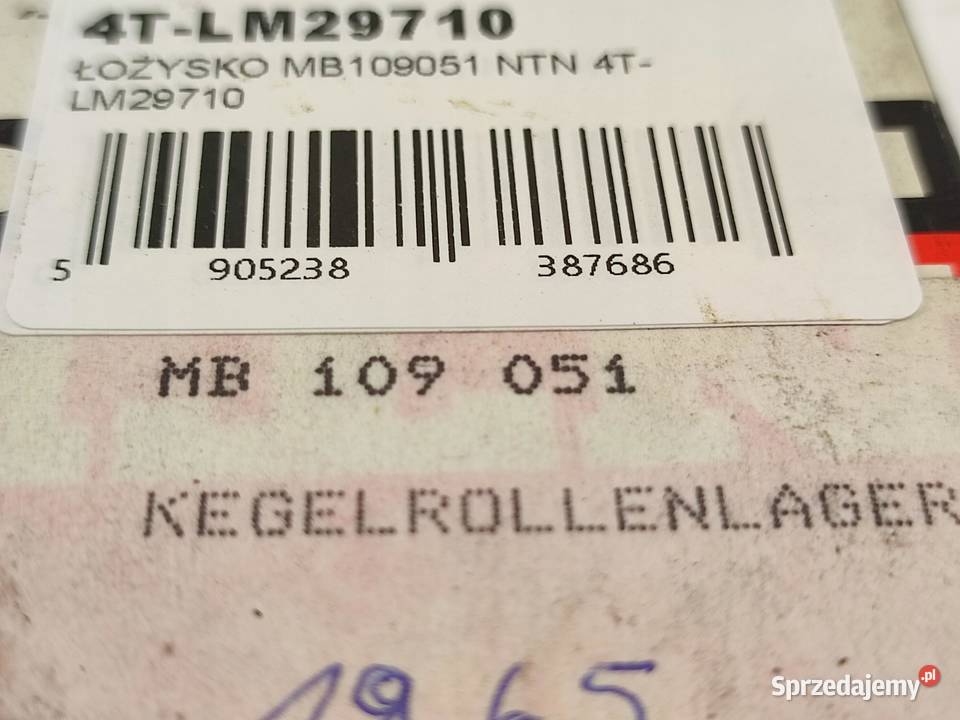 4T-LM29710
ŁOŻYSKO MB109051 NTN 4T-
LM29710
5 905238 387686
MB 109 051
KEGELROLLENLAGER
Sprzedajemy.pl